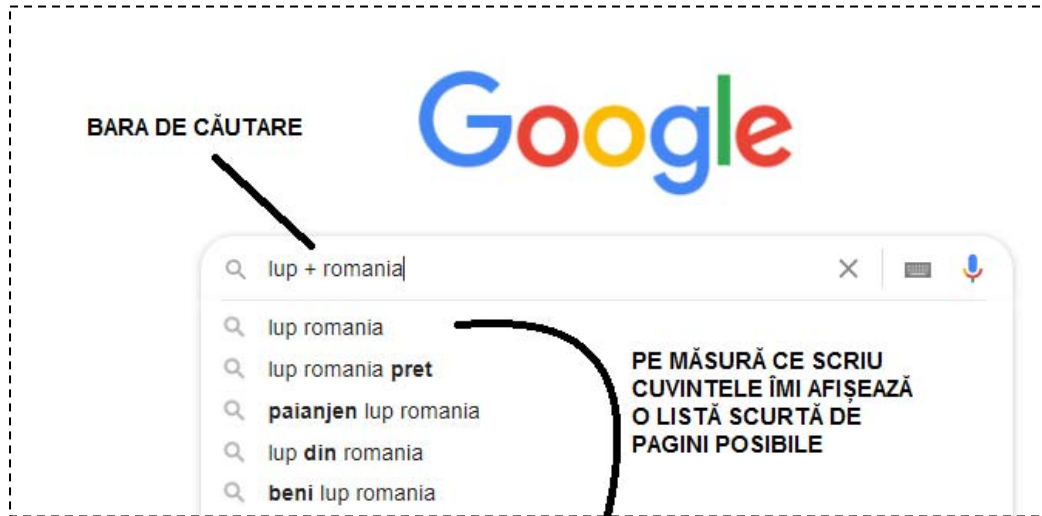 Google
BARA DE CĂUTARE
lup + romania
lup romania
lup romania pret
paianjen lup romania
lup din romania
beni lup romania
PE MĂSURĂ CE SCRIU
CUVINTELE ÎMI AFIȘEAZĂ
O LISTĂ SCURTĂ DE
PAGINI POSIBILE